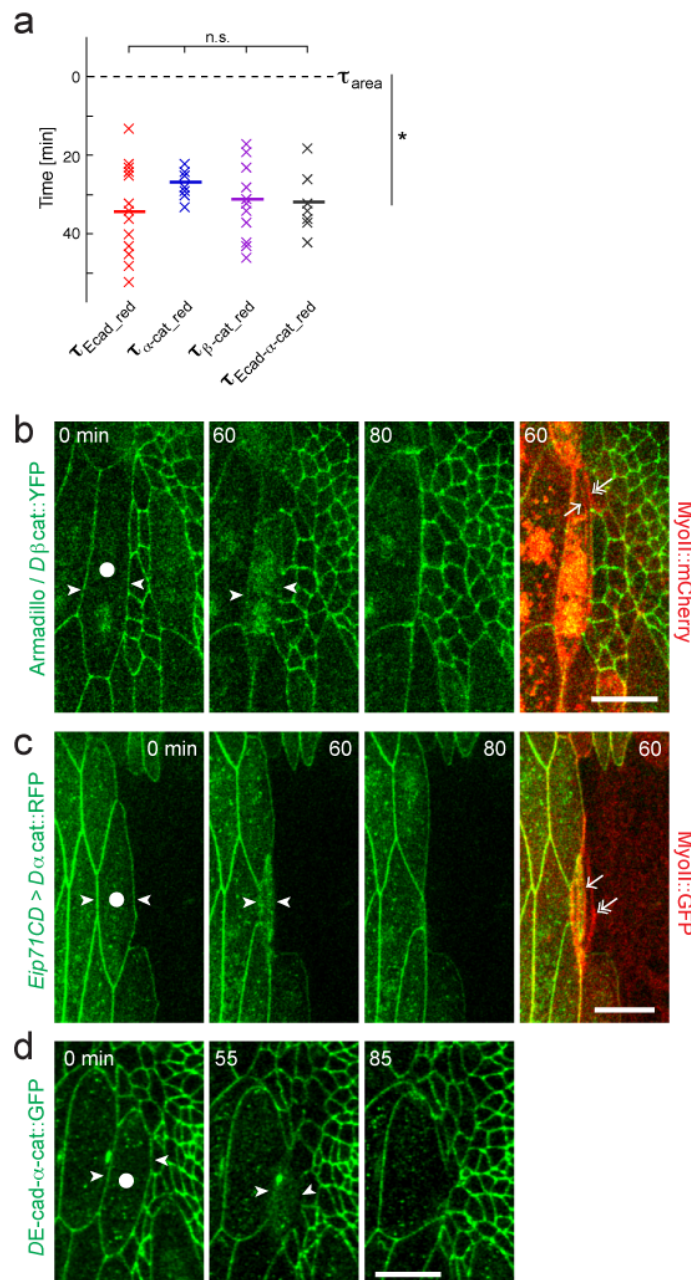 a
n.s.
0
τarea
*
20
40
Time [min]
τEcad_red
τα-cat_red
τβ-cat_red
τEcad-α-cat_red
b
Armadillo / Dβcat::YFP
0 min
60
80
60
MyoII::mCherry
c
Eip71CD > Dαcat::RFP
0 min
60
80
60
MyoII::GFP
d
DE-cad-α-cat::GFP
0 min
55
85